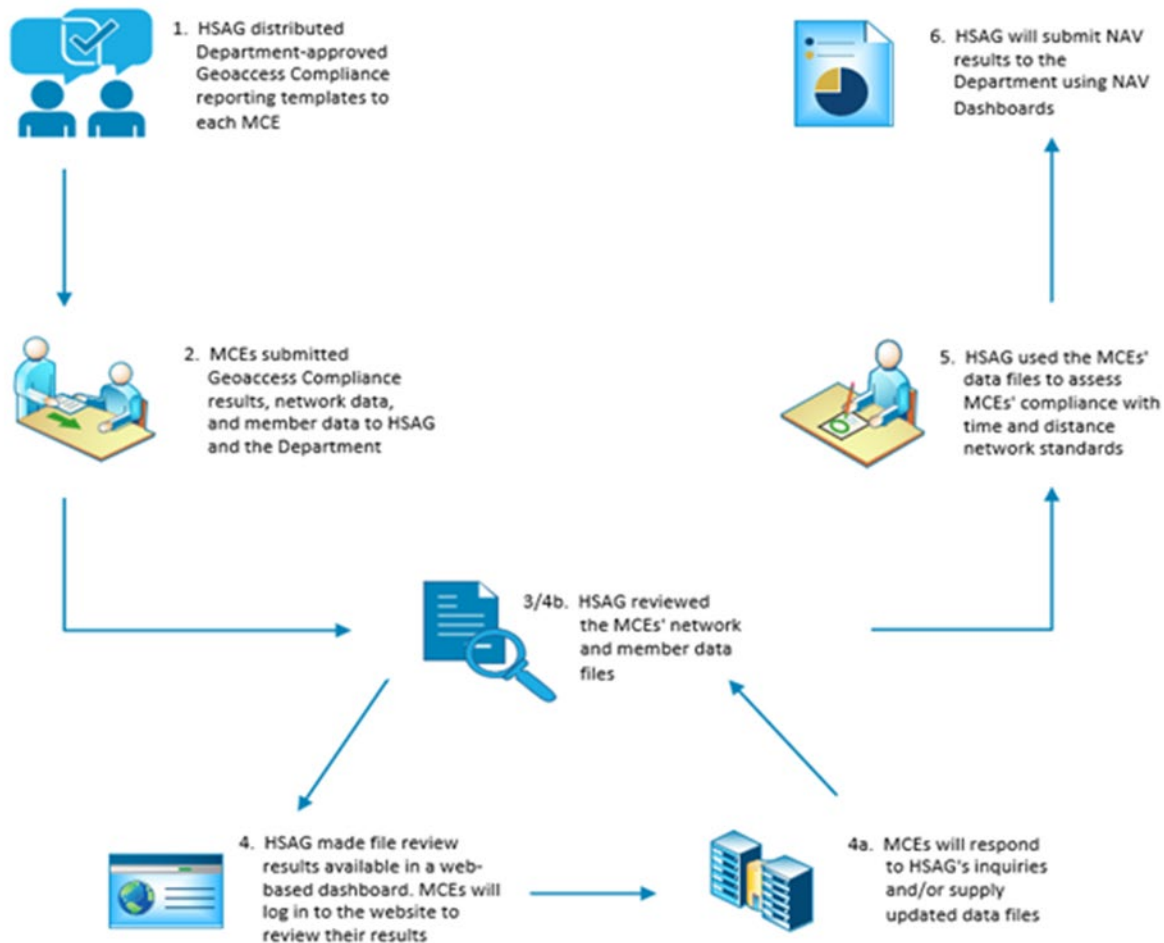 1. HSAG distributed
Department-approved
Geoaccess Compliance
reporting templates to
each MCE
2. MCEs submitted
Geoaccess Compliance
results, network data,
and member data to HSAG
and the Department
3/4b. HSAG reviewed
the MCEs' network
and member data
files
4. HSAG made file review
results available in a web-
based dashboard. MCEs will
log in to the website to
review their results
4a. MCEs will respond
to HSAG's inquiries
and/or supply
updated data files
5. HSAG used the MCEs'
data files to assess
MCEs' compliance with
time and distance
network standards
6. HSAG will submit NAV
results to the
Department using NAV
Dashboards